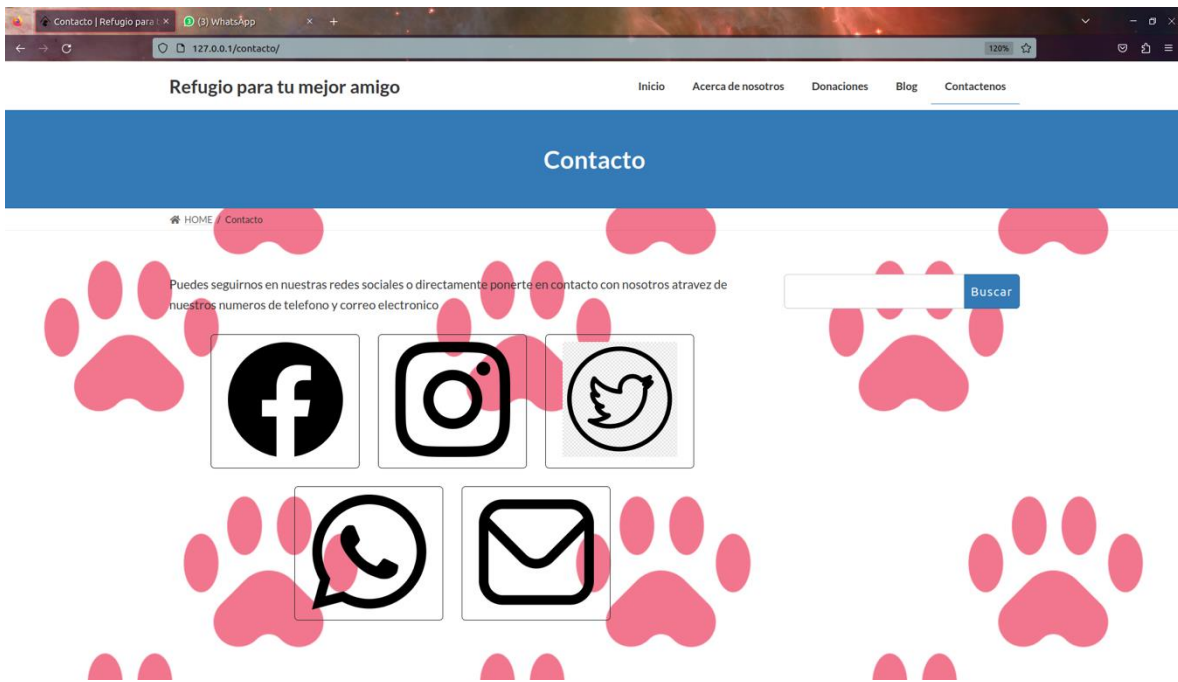 Contacto | Refugio para t
(3) WhatsApp
127.0.0.1/contacto/
120%
Refugio para tu mejor amigo
Inicio Acerca de nosotros Donaciones Blog Contactenos
Contacto
HOME / Contacto
Puedes seguirnos en nuestras redes sociales o directamente ponerte en contacto con nosotros atravez de
nuestros numeros de telefono y correo electronico
Buscar